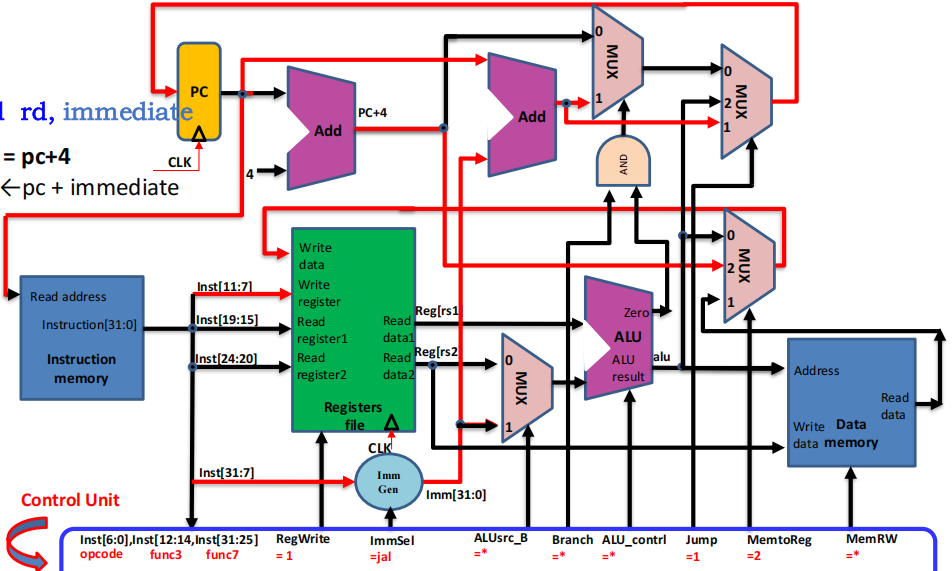 PC
CLK
rd, immediate
= pc+4
←pc + immediate
Add
PC+4
4
Add
0
MUX
1
0
2
MUX
1
AND
Write
data
Write
register
Read
register1
Read
register2
Read
data1
Read
data2
Registers
file
CLK
Inst[11:7]
Inst[19:15]
Inst[24:20]
Inst[31:7]
Read address
Instruction[31:0]
Instruction
memory
Reg[rs1
Reg[rs2
0
MUX
1
Zero
ALU
ALU
result
alu
0
MUX
2
1
Address
Read
data
Write
data
Data
memory
Imm
Gen
Imm[31:0]
Control Unit
Inst[6:0],Inst[12:14,Inst[31:25]
opcode func3 func7
RegWrite
= 1
ImmSel
=jal
ALUsrc_B
=*
Branch
=*
ALU_contrl
=*
Jump
=1
MemtoReg
=2
MemRW
=*